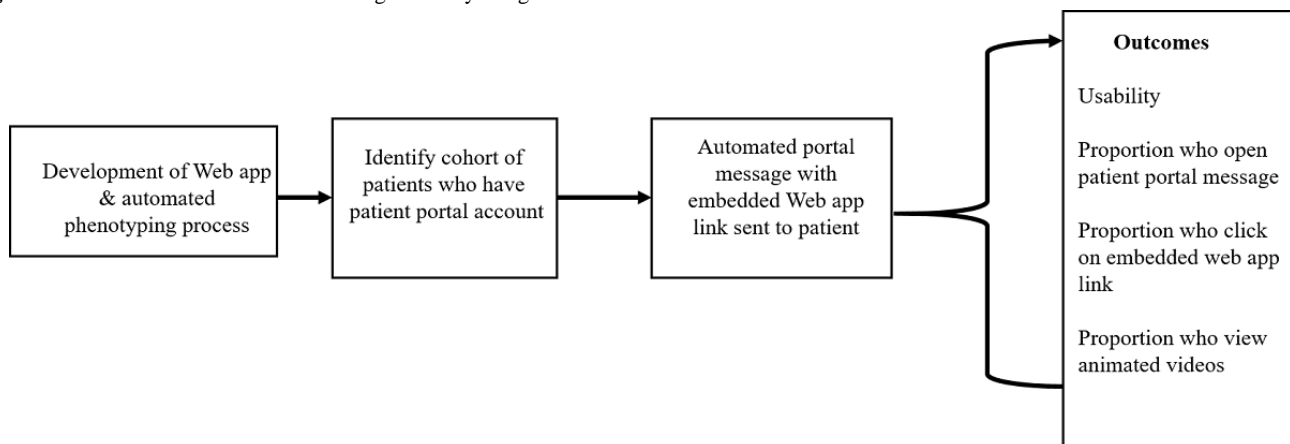 Development of Web app
& automated
phenotyping process
Identify cohort of
patients who have
patient portal account
Automated portal
message with
embedded Web app
link sent to patient
Outcomes
Usability
Proportion who open
patient portal message
Proportion who click
on embedded web app
link
Proportion who view
animated videos